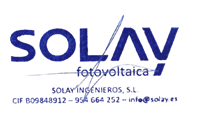 SOLAY
fotovoltaica
SOLAY INGENIEROS, S.L
CIF B09848912 – 954 664 252 – info@solay.es